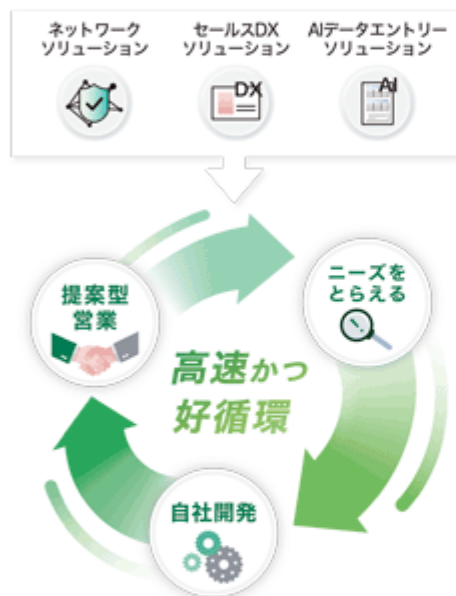 ネットワーク
ソリューション
セールスDX
ソリューション
AIデータエントリー
ソリューション
DX
AI
提案型
営業
ニーズを
とらえる
高速かつ
好循環
自社開発